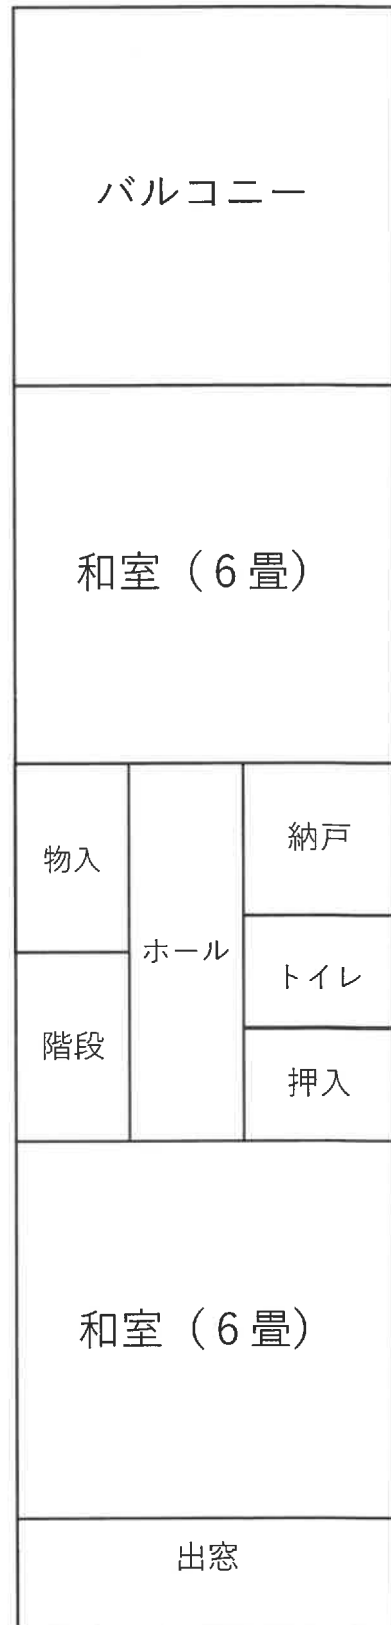 バルコニー
和室（6畳）
物入
ホール
納戸
トイレ
階段
押入
和室（6畳）
出窓